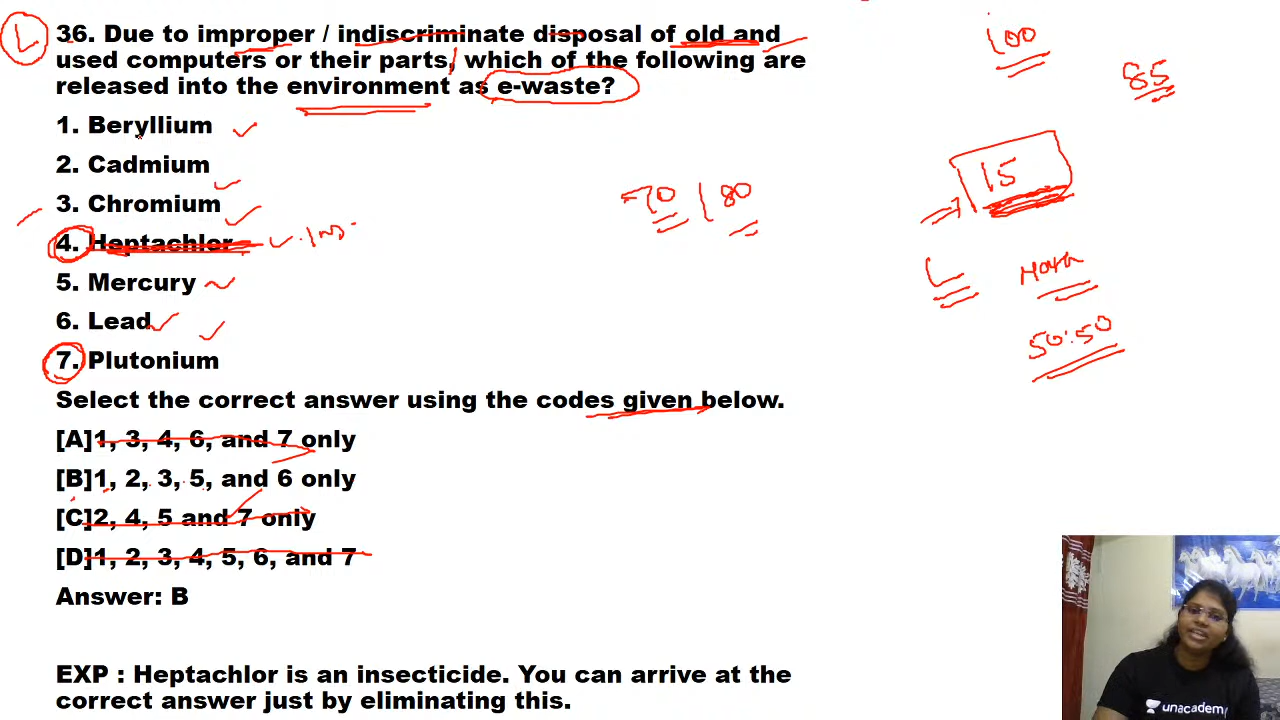 L 36. Due to improper / indiscriminate disposal of old and
used computers or their parts, which of the following are
released into the environment as e-waste?
1. Beryllium
2. Cadmium
3. Chromium
4. Heptachlor
5. Mercury
6. Lead
7. Plutonium
Select the correct answer using the codes given below.
[A]1, 3, 4, 6, and 7 only
[B]1, 2, 3, 5, and 6 only
[C]2, 4, 5 and 7 only
[D]1, 2, 3, 4, 5, 6, and 7
Answer: B
EXP : Heptachlor is an insecticide. You can arrive at the
correct answer just by eliminating this.
100
85
15
70 | 80
L
50:50
unacademy